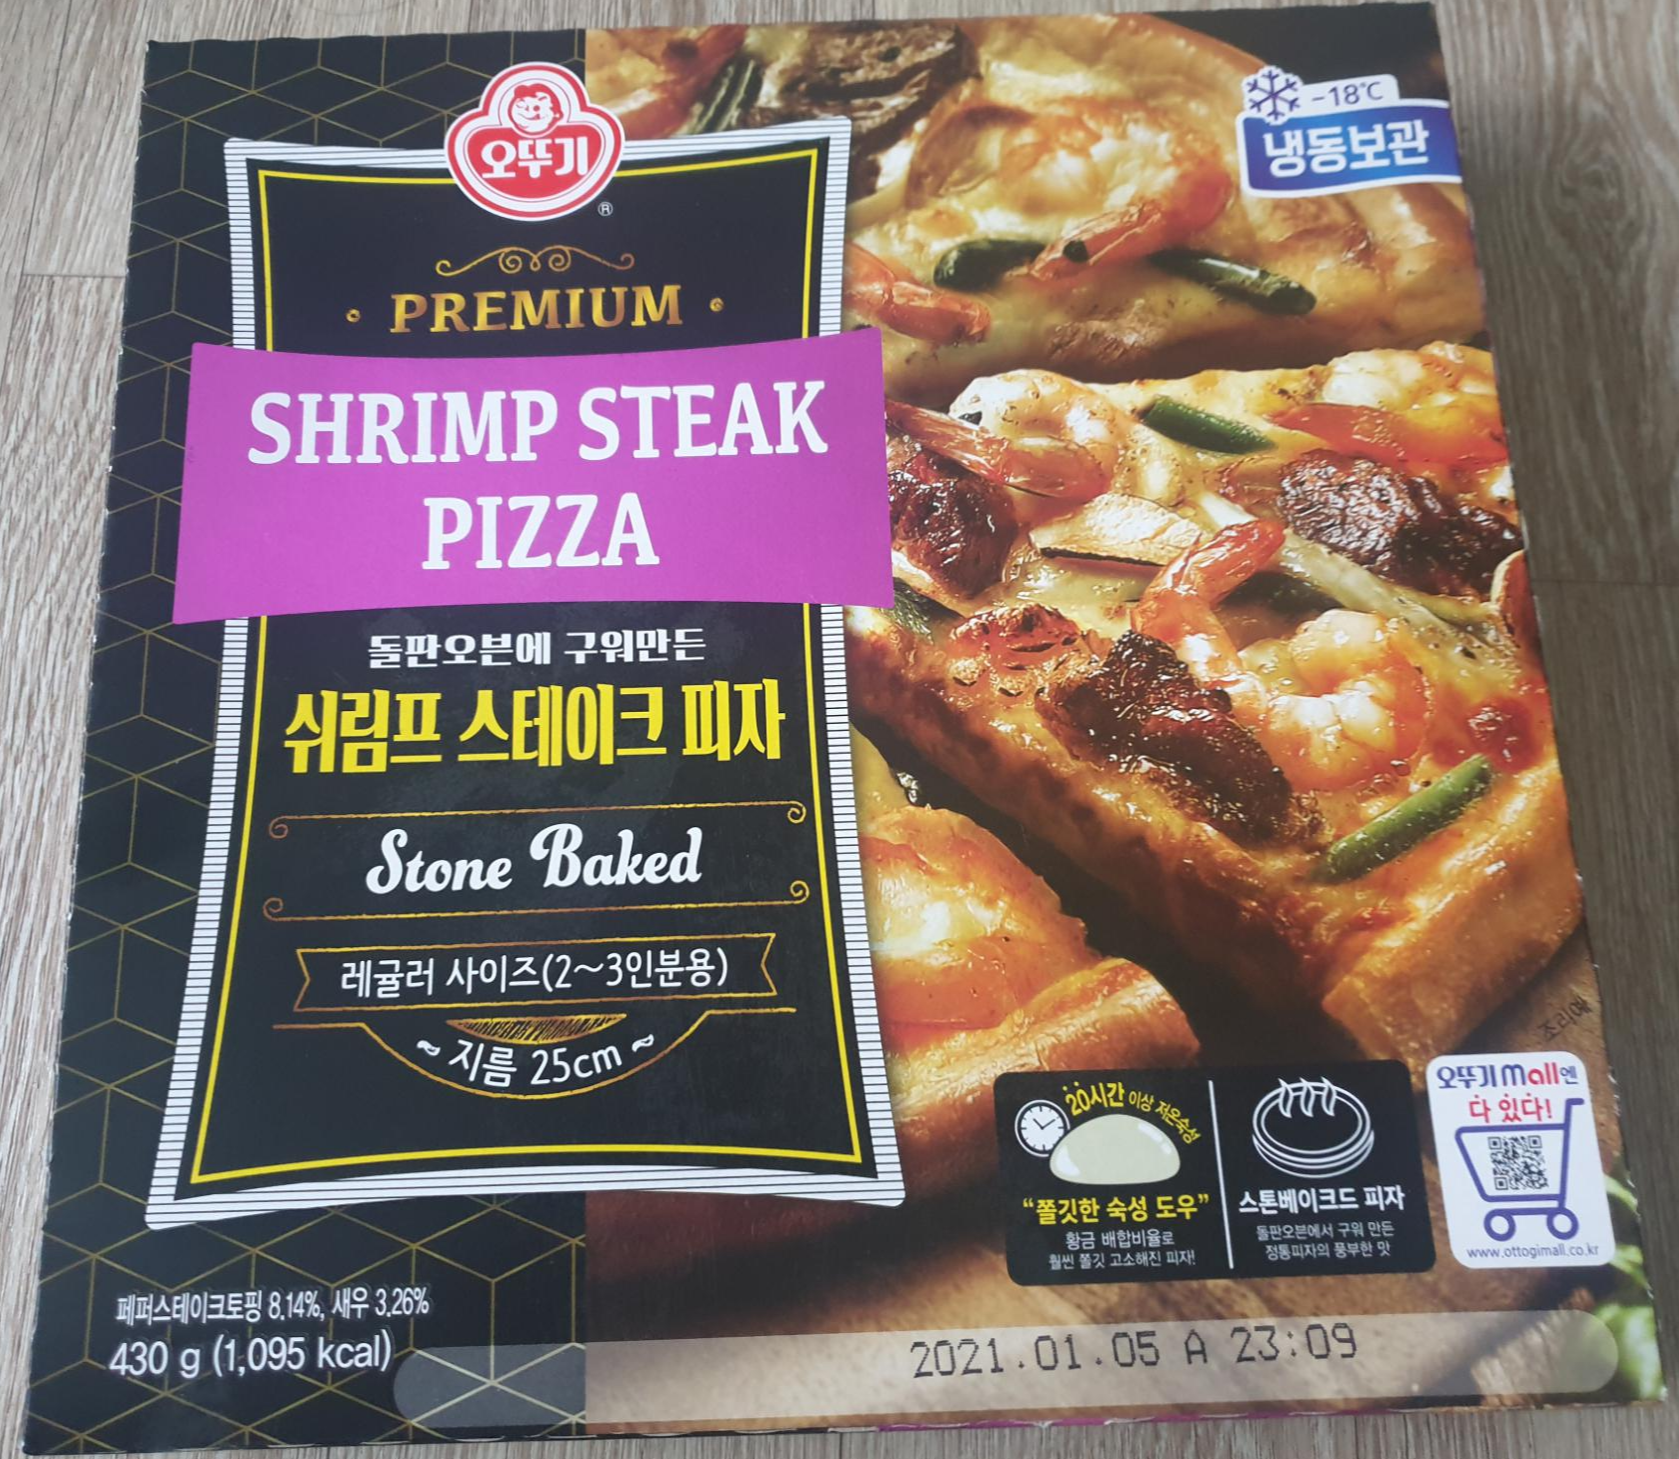 오뚜기
®
PREMIUM
SHRIMP STEAK
PIZZA
돌판오븐에 구워만든
쉬림프 스테이크 피자
Stone Baked
레귤러 사이즈(2~3인분용)
~ 지름 25cm ~
페퍼스테이크토핑 8.14%, 새우 3.26%
430 g (1,095 kcal)
-18℃
냉동보관
조리예
20시간 이상 저온숙성
“쫄깃한 숙성 도우”
황금 배합비율로
훨씬 쫄깃 고소해진 피자!
스톤베이크드 피자
돌판오븐에서 구워 만든
정통피자의 풍부한 맛
오뚜기mall엔
다 있다!
www.ottogimall.co.kr
2021.01.05 A 23:09